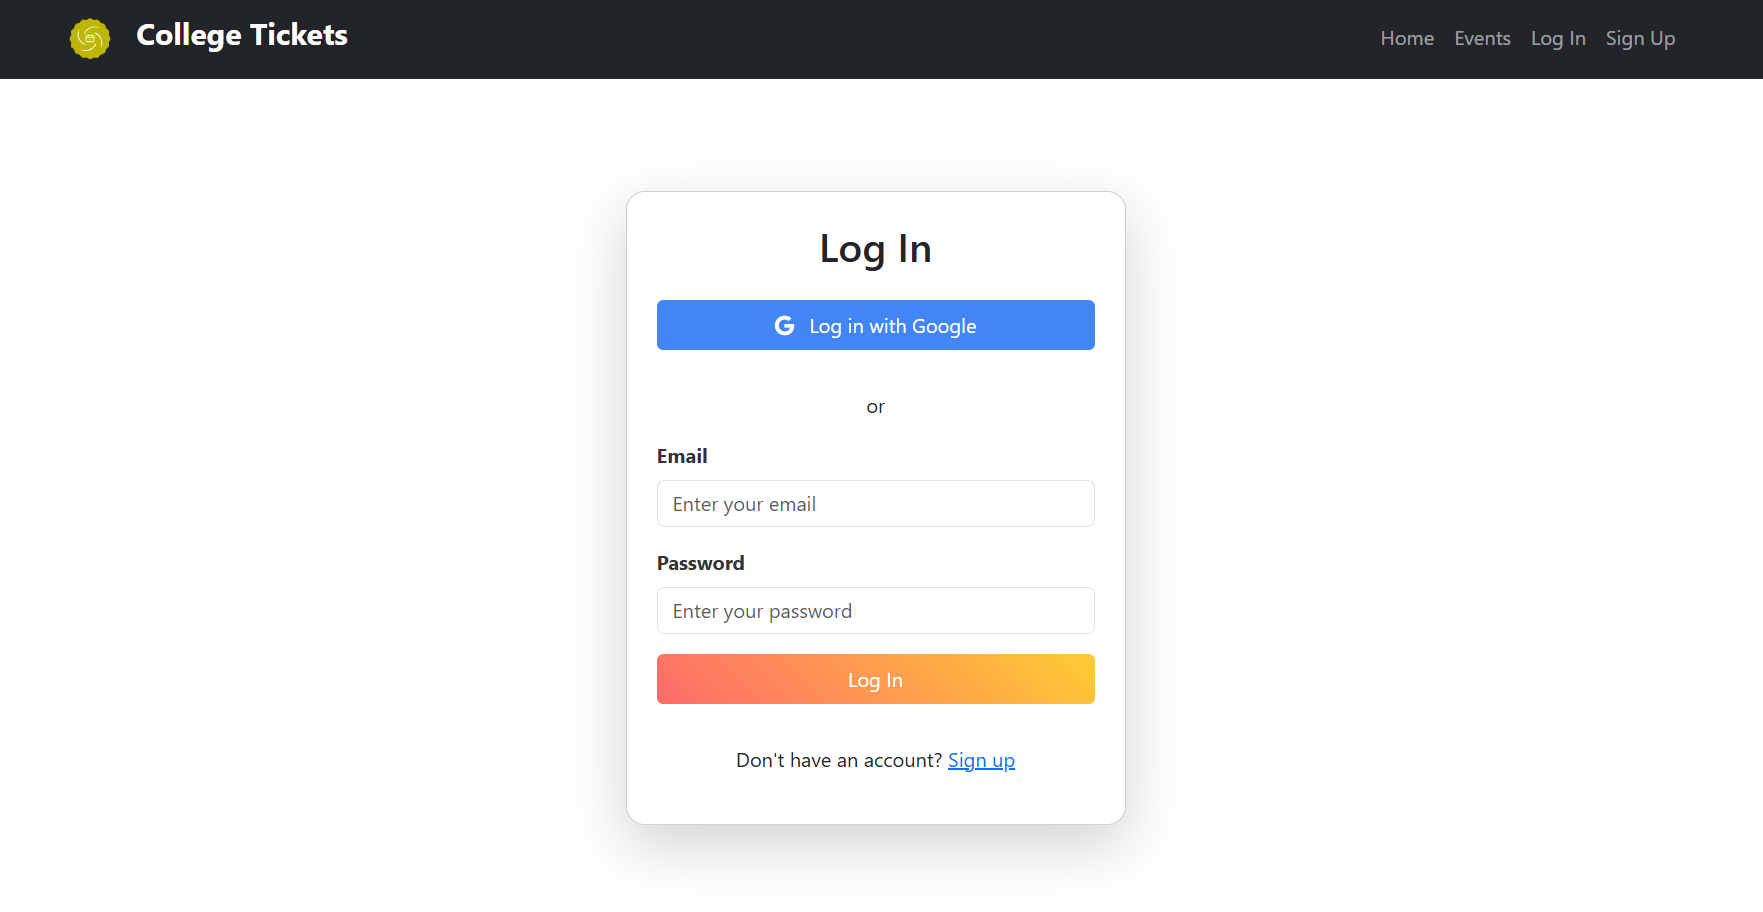 College Tickets
Home Events Log In Sign Up
Log In
Log in with Google
or
Email
Enter your email
Password
Enter your password
Log In
Don't have an account? Sign up